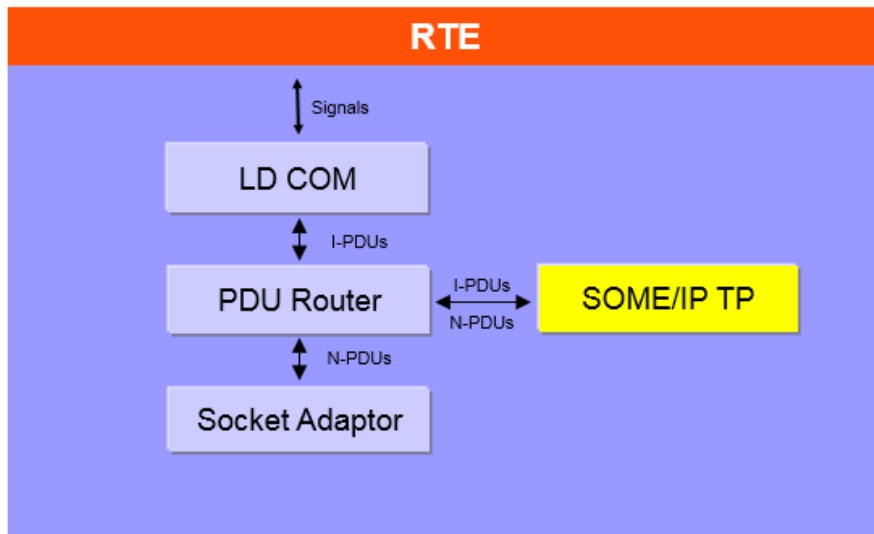 RTE
Signals
LD COM
I-PDUs
PDU Router
I-PDUs
N-PDUs
SOME/IP TP
N-PDUs
Socket Adaptor